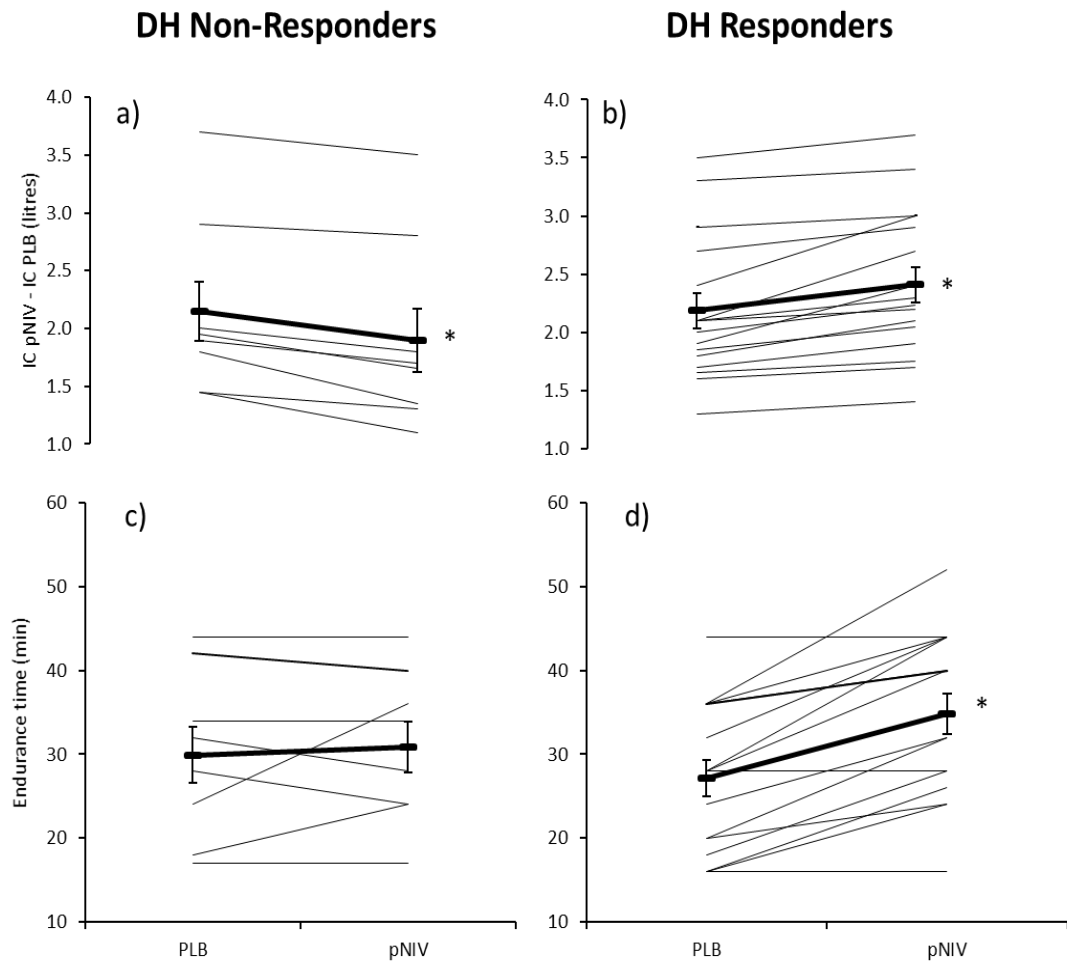 DH Non-Responders
DH Responders
a)
b)
IC pNIV - IC PLB (litres)
4.0
3.5
3.0
2.5
2.0
1.5
1.0
*
4.0
3.5
3.0
2.5
2.0
1.5
1.0
*
c)
d)
Endurance time (min)
60
50
40
30
20
10
PLB
pNIV
60
50
40
30
20
10
*
PLB
pNIV